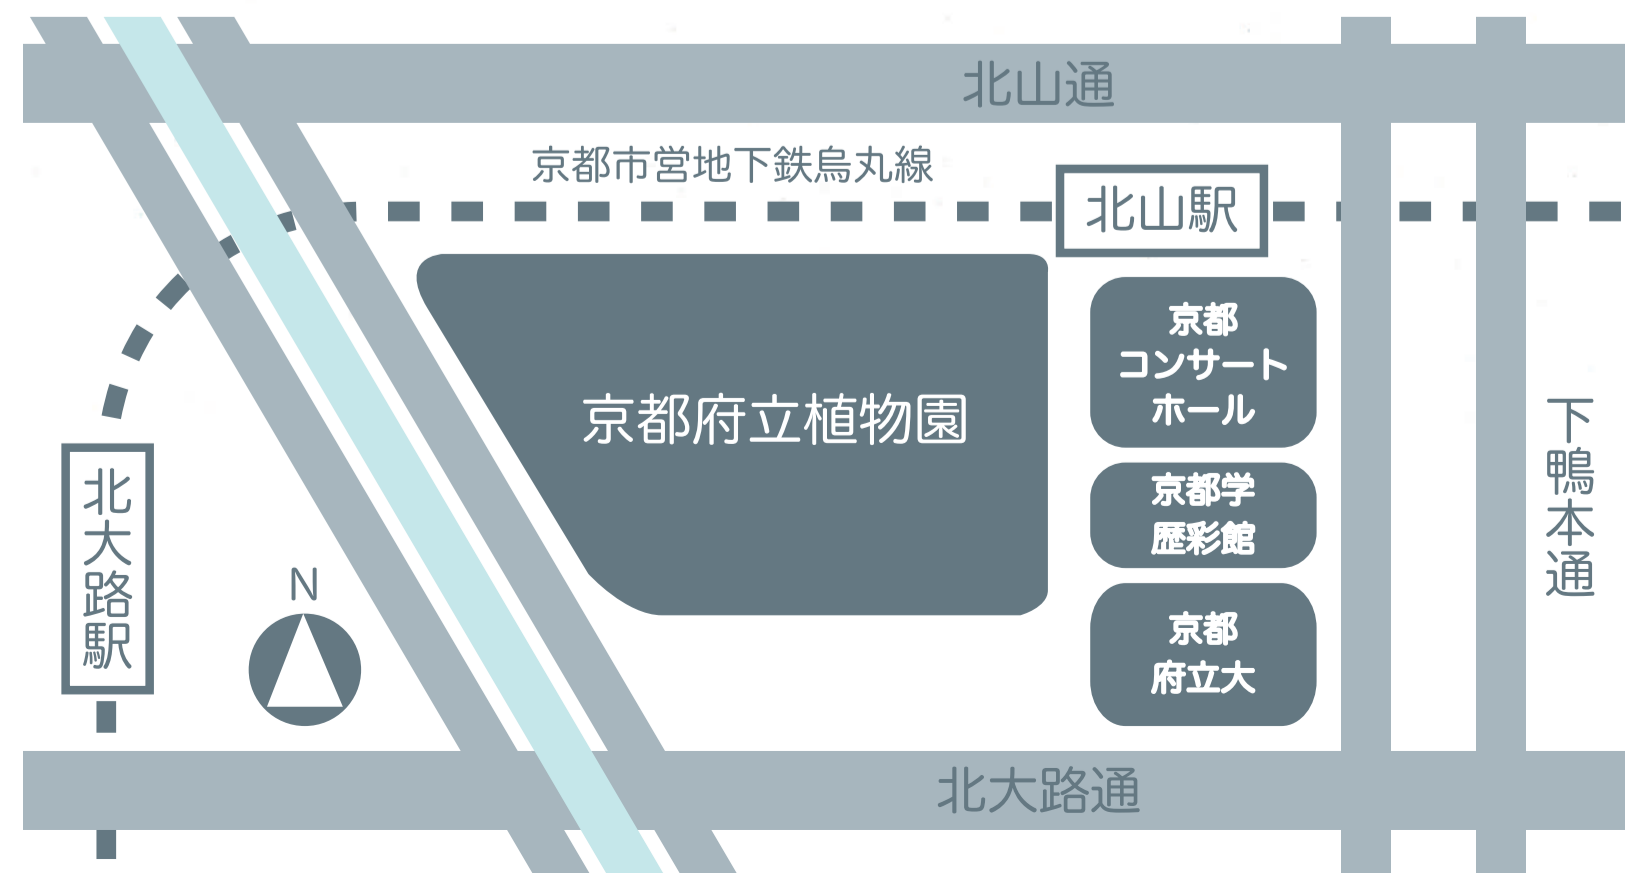 北山通
京都市営地下鉄烏丸線
北山駅
京都
コンサート
ホール
京都府立植物園
下鴨本通
北大路駅
京都学
歴彩館
N
京都
府立大
北大路通